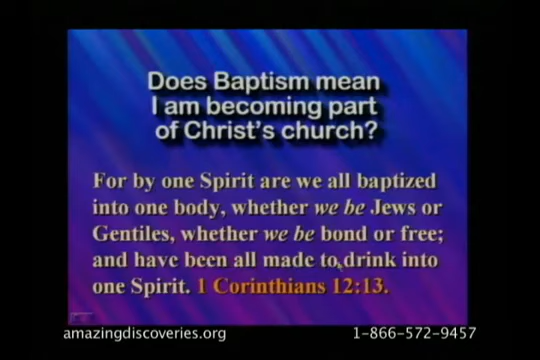 Does Baptism mean
I am becoming part
of Christ's church?
For by one Spirit are we all baptized
into one body, whether we be Jews or
Gentiles, whether we be bond or free;
and have been all made to drink into
one Spirit. 1 Corinthians 12:13.
amazingdiscoveries.org 1-866-572-9457